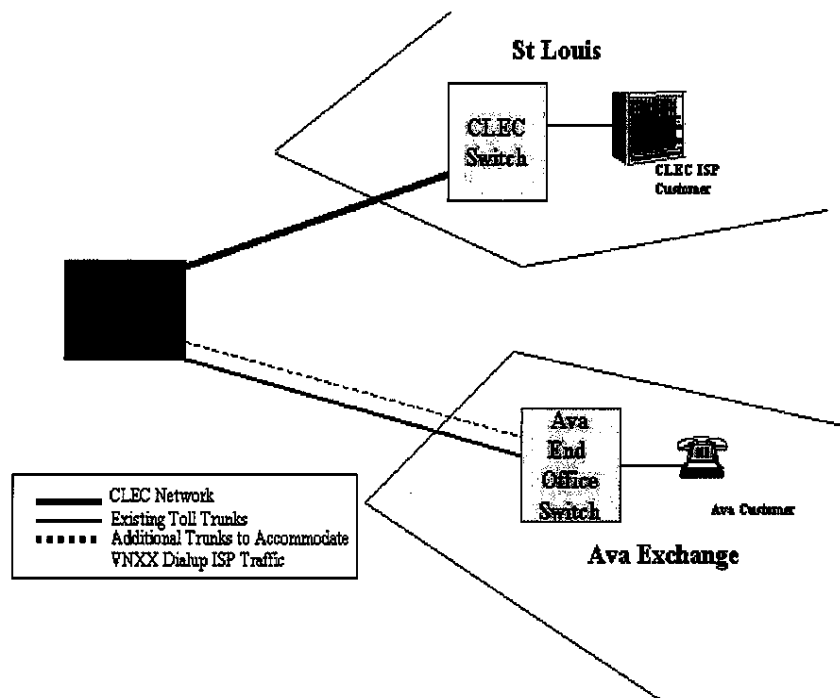 St Louis
CLEC
Switch
CLEC ISP
Customer
Ava
End
Office
Switch
Ava Customer
Ava Exchange
CLEC Network
Existing Toll Trunks
Additional Trunks to Accommodate
VNXX Dialup ISP Traffic